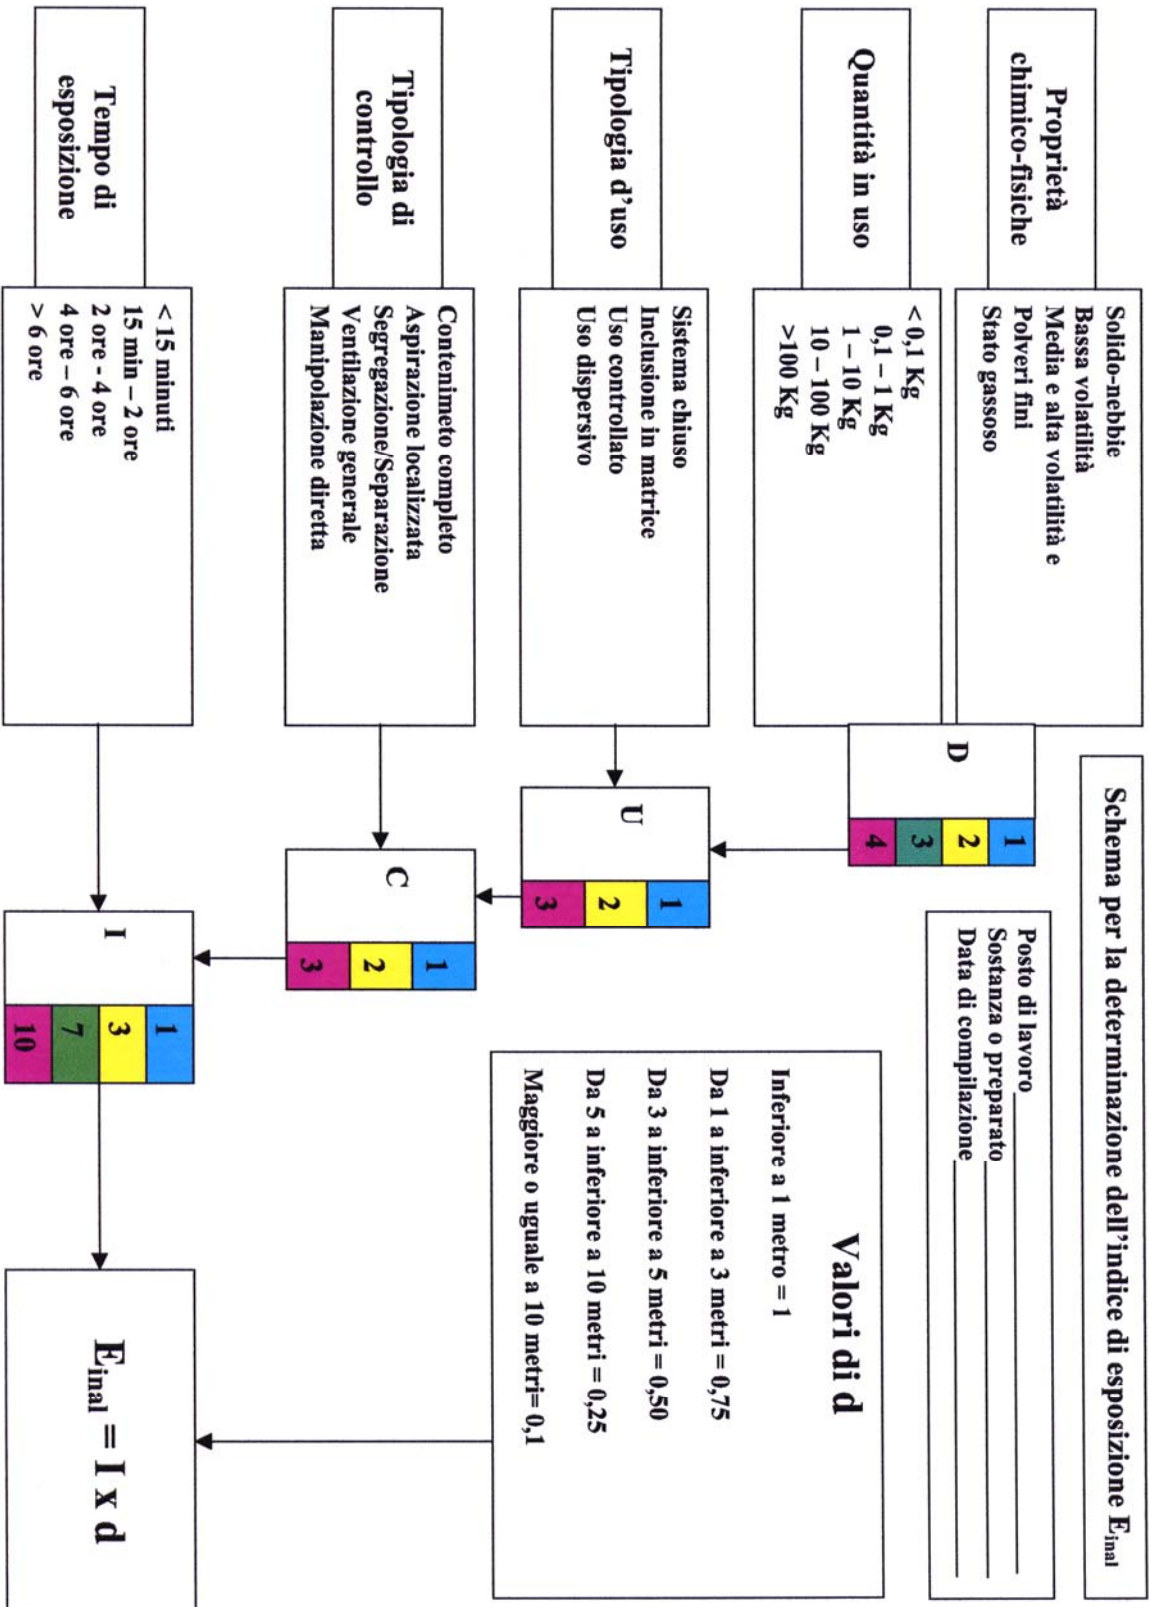 Schema per la determinazione dell'indice di esposizione Einal
Posto di lavoro
Sostanza o preparato
Data di compilazione
Proprietà
chimico-fisiche
Solido-nebbie
Bassa volatilità
Media e alta volatilità e
Polveri fini
Stato gassoso
Quantità in uso
< 0,1 Kg
0,1 – 1 Kg
1 – 10 Kg
10 – 100 Kg
>100 Kg
D
1
2
3
4
Tipologia d'uso
Sistema chiuso
Inclusione in matrice
Uso controllato
Uso dispersivo
U
1
2
3
Tipologia di
controllo
Contenimeto completo
Aspirazione localizzata
Segregazione/Separazione
Ventilazione generale
Manipolazione diretta
C
1
2
3
Tempo di
esposizione
< 15 minuti
15 min – 2 ore
2 ore - 4 ore
4 ore – 6 ore
> 6 ore
I
1
3
7
10
Valori di d
Inferiore a 1 metro = 1
Da 1 a inferiore a 3 metri = 0,75
Da 3 a inferiore a 5 metri = 0,50
Da 5 a inferiore a 10 metri = 0,25
Maggiore o uguale a 10 metri= 0,1
Einal = I x d